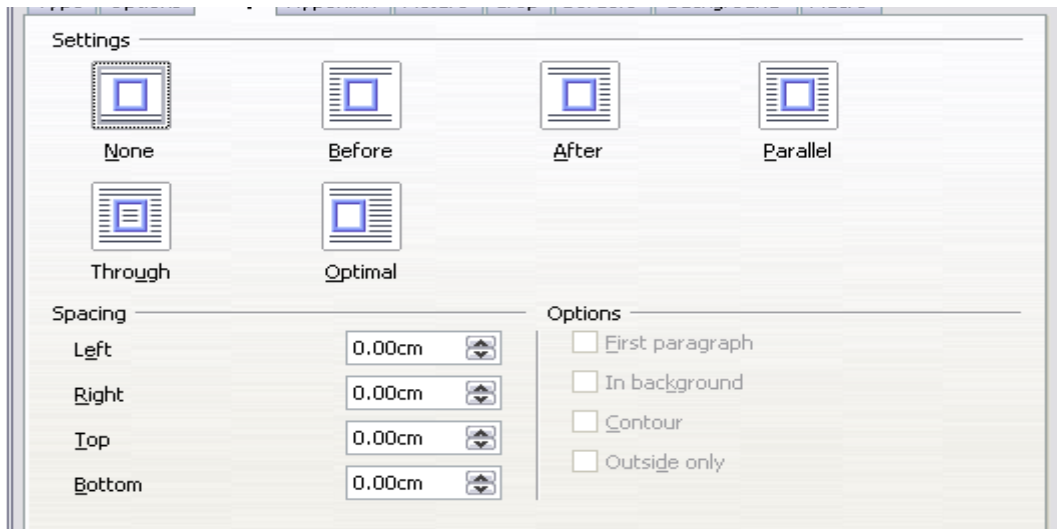 Settings
None Before After Parallel
Through Optimal
Spacing Options
Left 0.00cm First paragraph
Right 0.00cm In background
Top 0.00cm Contour
Bottom 0.00cm Outside only